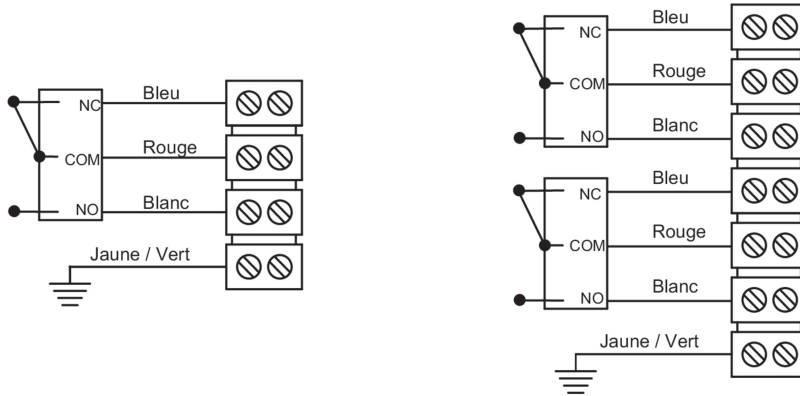 NC
Bleu
COM
Rouge
NO
Blanc
Jaune / Vert
NC
Bleu
COM
Rouge
NO
Blanc
NC
Bleu
COM
Rouge
NO
Blanc
Jaune / Vert